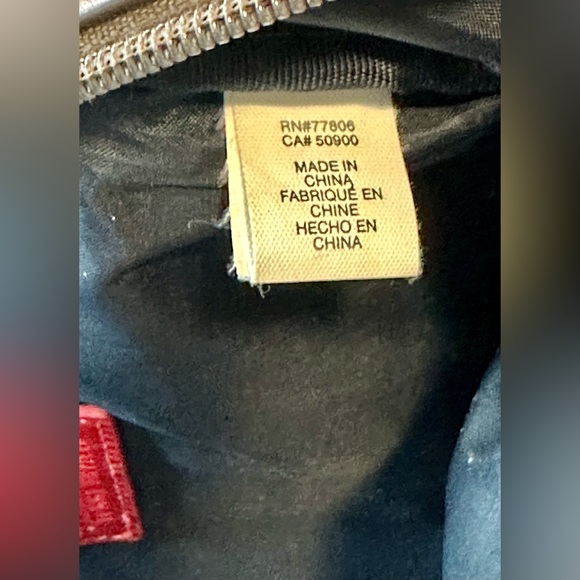 RN#77806
CA# 50900
MADE IN
CHINA
FABRIQUÉ EN
CHINE
HECHO EN
CHINA